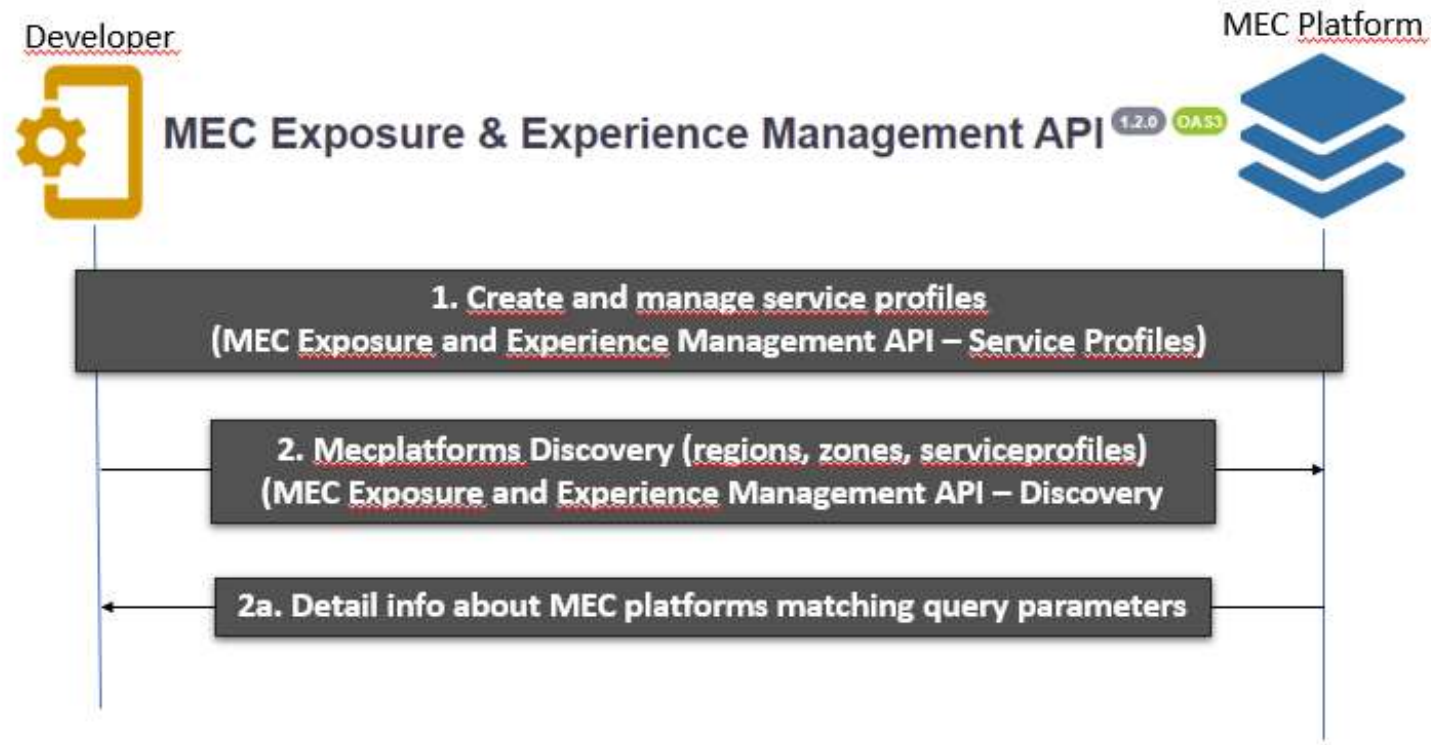 Developer
MEC Platform
MEC Exposure & Experience Management API 1.2.0 OAS3
1. Create and manage service profiles
(MEC Exposure and Experience Management API – Service Profiles)
2. Mecplatforms Discovery (regions, zones, serviceprofiles)
(MEC Exposure and Experience Management API – Discovery
2a. Detail info about MEC platforms matching query parameters